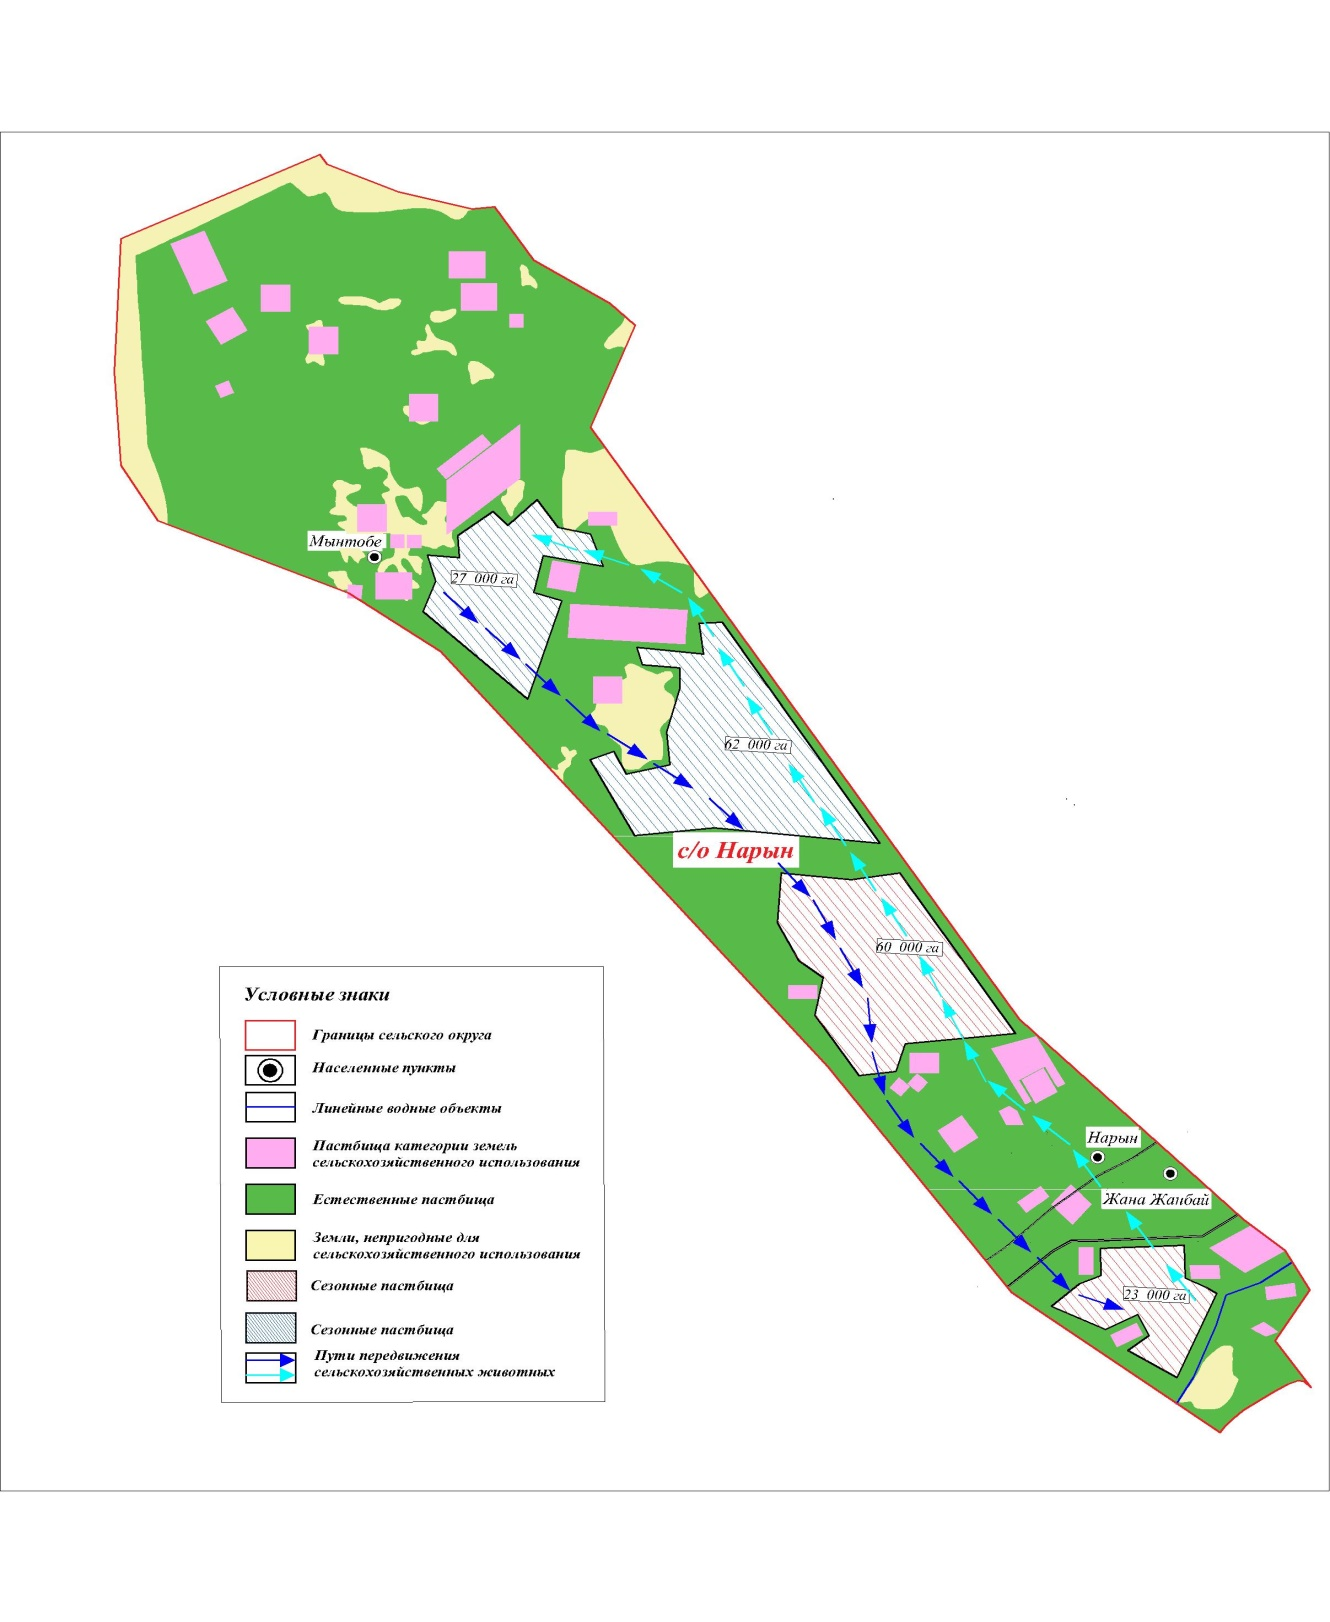 Мынтобе
27 000 га
62 000 га
с/о Нарын
60 000 га
Нарын
Жана Жанбай
23 000 га
Условные знаки
Границы сельского округа
Населенные пункты
Линейные водные объекты
Пастбища категории земель
сельскохозяйственного использования
Естественные пастбища
Земли, непригодные для
сельскохозяйственного использования
Сезонные пастбища
Сезонные пастбища
Пути передвижения
сельскохозяйственных животных